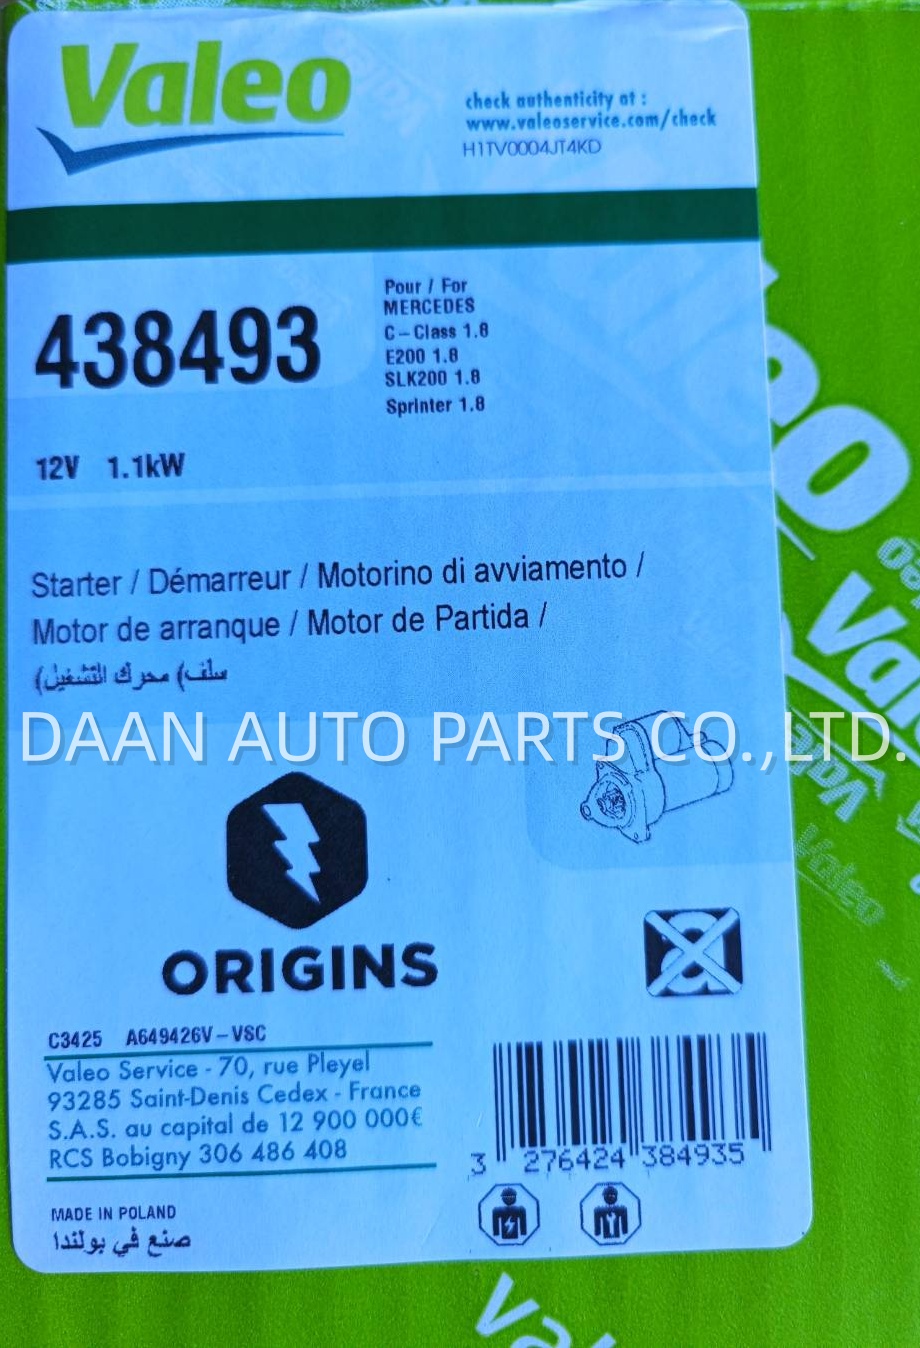 Valeo
check authenticity at :
www.valeoservice.com/check
H1TV0004JT4KD
438493
Pour / For
MERCEDES
C-Class 1.8
E200 1.8
SLK200 1.8
Sprinter 1.8
12V 1.1kW
Starter / Démarreur / Motorino di avviamento /
Motor de arranque / Motor de Partida /
سلف) محرك التشغيل)
DAAN AUTO PARTS CO.,LTD.
ORIGINS
C3425 A649426V-VSC
Valeo Service - 70, rue Pleyel
93285 Saint-Denis Cedex - France
S.A.S. au capital de 12 900 000€
RCS Bobigny 306 486 408
3 276424 384935
MADE IN POLAND
صنع في بولندا
Valeo
Valeo